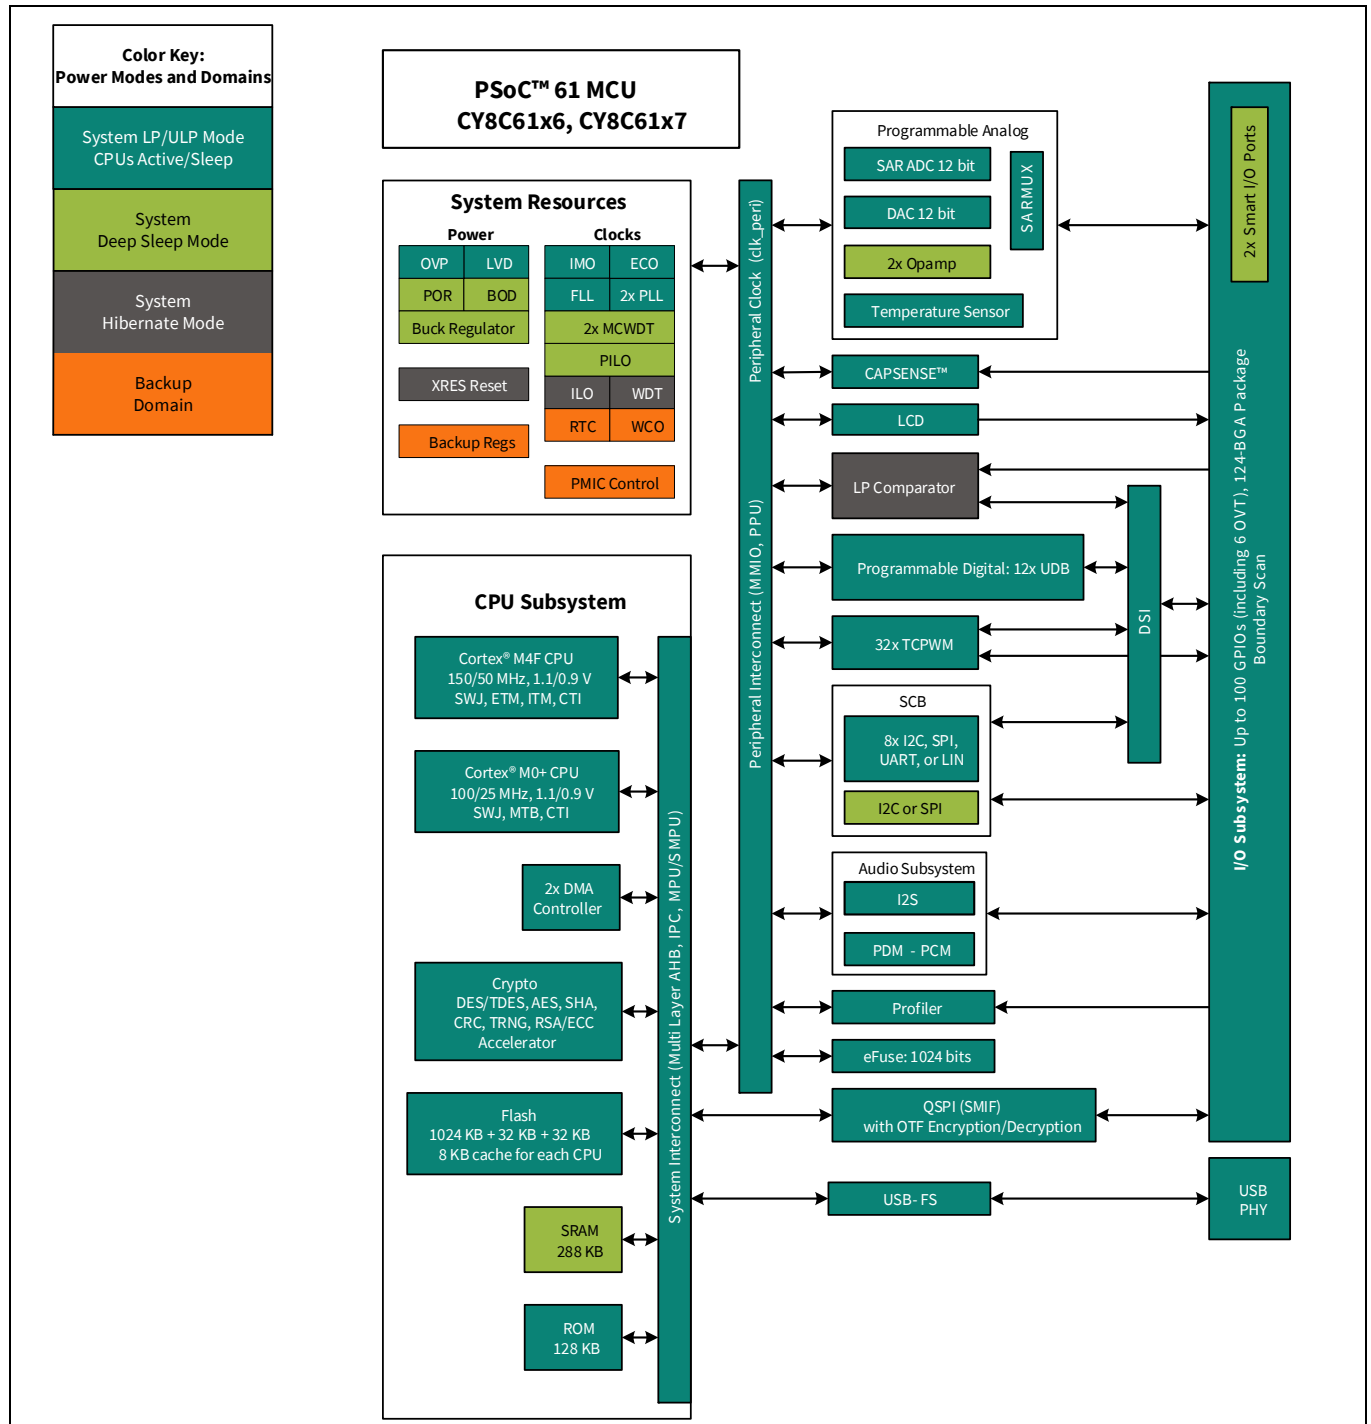 Color Key:
Power Modes and Domains
System LP/ULP Mode
CPUs Active/Sleep
System
Deep Sleep Mode
System
Hibernate Mode
Backup
Domain
PSoC™ 61 MCU
CY8C61x6, CY8C61x7
System Resources
Power
OVP LVD
POR BOD
Buck Regulator
XRES Reset
Backup Regs
Clocks
IMO ECO
FLL 2x PLL
2x MCWDT
PILO
ILO WDT
RTC WCO
PMIC Control
CPU Subsystem
Cortex® M4F CPU
150/50 MHz, 1.1/0.9 V
SWJ, ETM, ITM, CTI
Cortex® M0+ CPU
100/25 MHz, 1.1/0.9 V
SWJ, MTB, CTI
2x DMA
Controller
Crypto
DES/TDES, AES, SHA,
CRC, TRNG, RSA/ECC
Accelerator
Flash
1024 KB + 32 KB + 32 KB
8 KB cache for each CPU
SRAM
288 KB
ROM
128 KB
System Interconnect (Multi Layer AHB, IPC, MPU/SMPU)
Peripheral Interconnect (MMIO, PPU)
Peripheral Clock (clk_peri)
Programmable Analog
SAR ADC 12 bit
DAC 12 bit
2x Opamp
Temperature Sensor
SARMUX
CAPSENSE™
LCD
LP Comparator
Programmable Digital: 12x UDB
32x TCPWM
SCB
8x I2C, SPI,
UART, or LIN
I2C or SPI
Audio Subsystem
I2S
PDM - PCM
Profiler
eFuse: 1024 bits
QSPI (SMIF)
with OTF Encryption/Decryption
USB- FS
DSI
2x Smart I/O Ports
I/O Subsystem: Up to 100 GPIOs (including 6 OVT), 124-BGA Package
Boundary Scan
USB
PHY